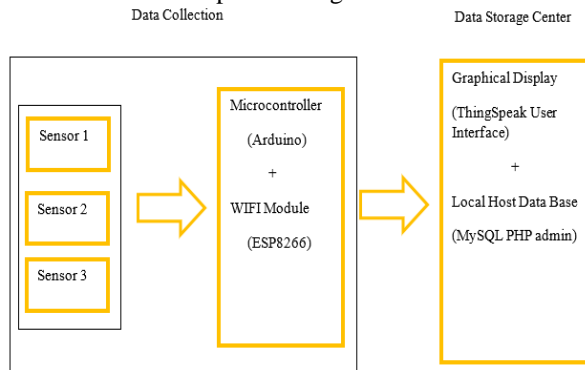 Data Collection
Data Storage Center
Sensor 1
Sensor 2
Sensor 3
Microcontroller
(Arduino)
+
WIFI Module
(ESP8266)
Graphical Display
(ThingSpeak User
Interface)
+
Local Host Data Base
(MySQL PHP admin)